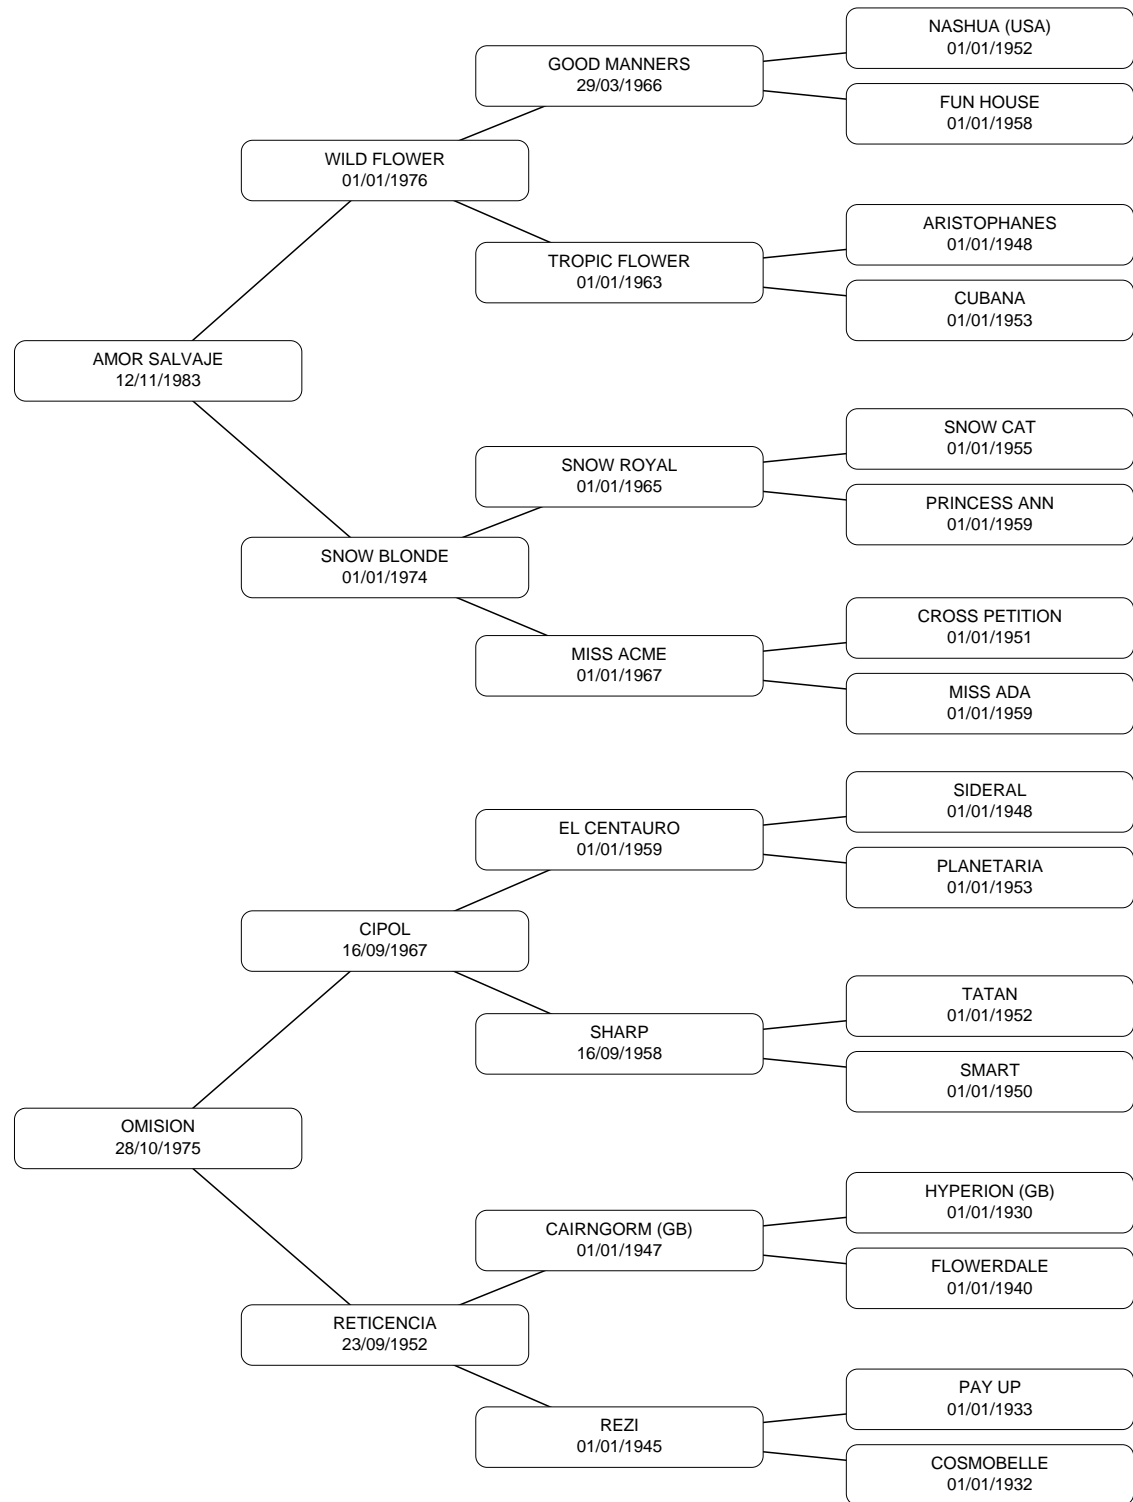 NASHUA (USA)
01/01/1952
GOOD MANNERS
29/03/1966
FUN HOUSE
01/01/1958
WILD FLOWER
01/01/1976
ARISTOPHANES
01/01/1948
TROPIC FLOWER
01/01/1963
CUBANA
01/01/1953
AMOR SALVAJE
12/11/1983
SNOW CAT
01/01/1955
SNOW ROYAL
01/01/1965
PRINCESS ANN
01/01/1959
SNOW BLONDE
01/01/1974
CROSS PETITION
01/01/1951
MISS ACME
01/01/1967
MISS ADA
01/01/1959
SIDERAL
01/01/1948
EL CENTAURO
01/01/1959
PLANETARIA
01/01/1953
CIPOL
16/09/1967
TATAN
01/01/1952
SHARP
16/09/1958
SMART
01/01/1950
OMISION
28/10/1975
HYPERION (GB)
01/01/1930
CAIRNGORM (GB)
01/01/1947
FLOWERDALE
01/01/1940
RETICENCIA
23/09/1952
PAY UP
01/01/1933
REZI
01/01/1945
COSMOBELLE
01/01/1932